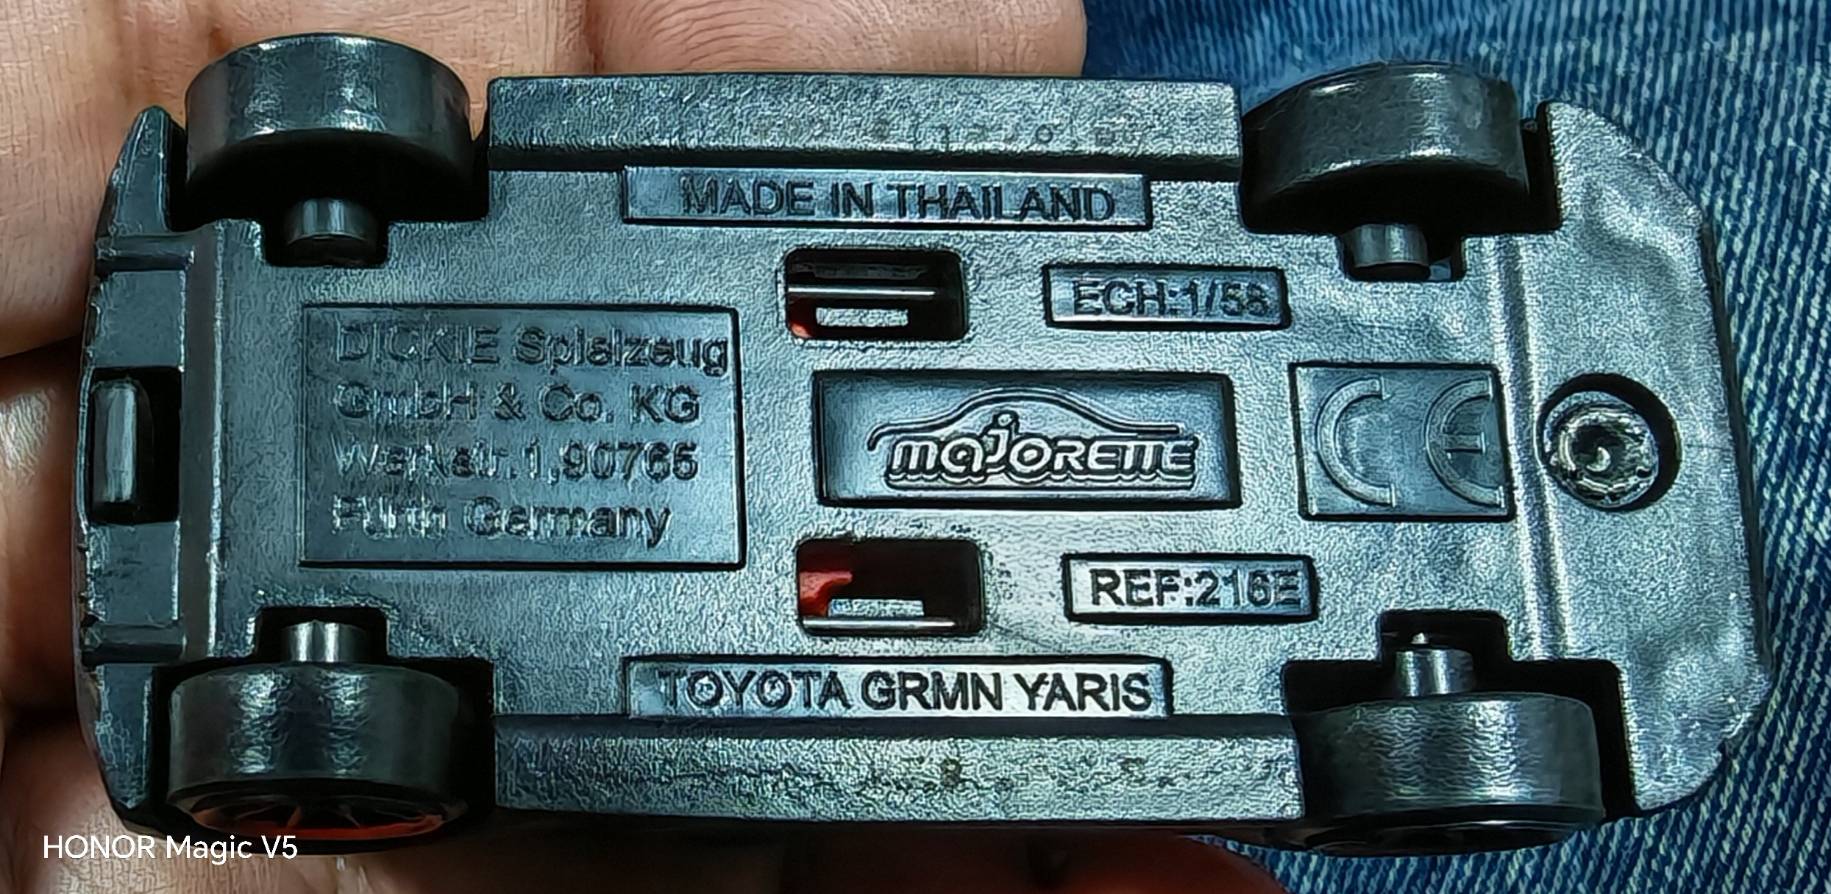 MADE IN THAILAND
ECH:1/58
DICKIE Spielzeug
GmbH & Co. KG
Werkstr.1,90765
Fürth Germany
majorette
CE
REF:216E
TOYOTA GRMN YARIS
HONOR Magic V5